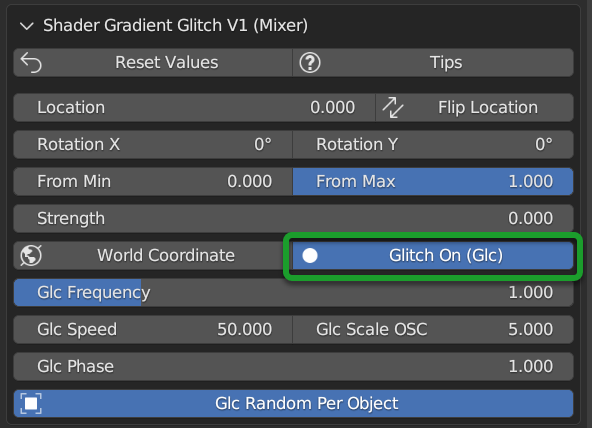 Shader Gradient Glitch V1 (Mixer)
Reset Values Tips
Location 0.000 Flip Location
Rotation X 0° Rotation Y 0°
From Min 0.000 From Max 1.000
Strength 0.000
World Coordinate Glitch On (Glc)
Glc Frequency 1.000
Glc Speed 50.000 Glc Scale OSC 5.000
Glc Phase 1.000
Glc Random Per Object